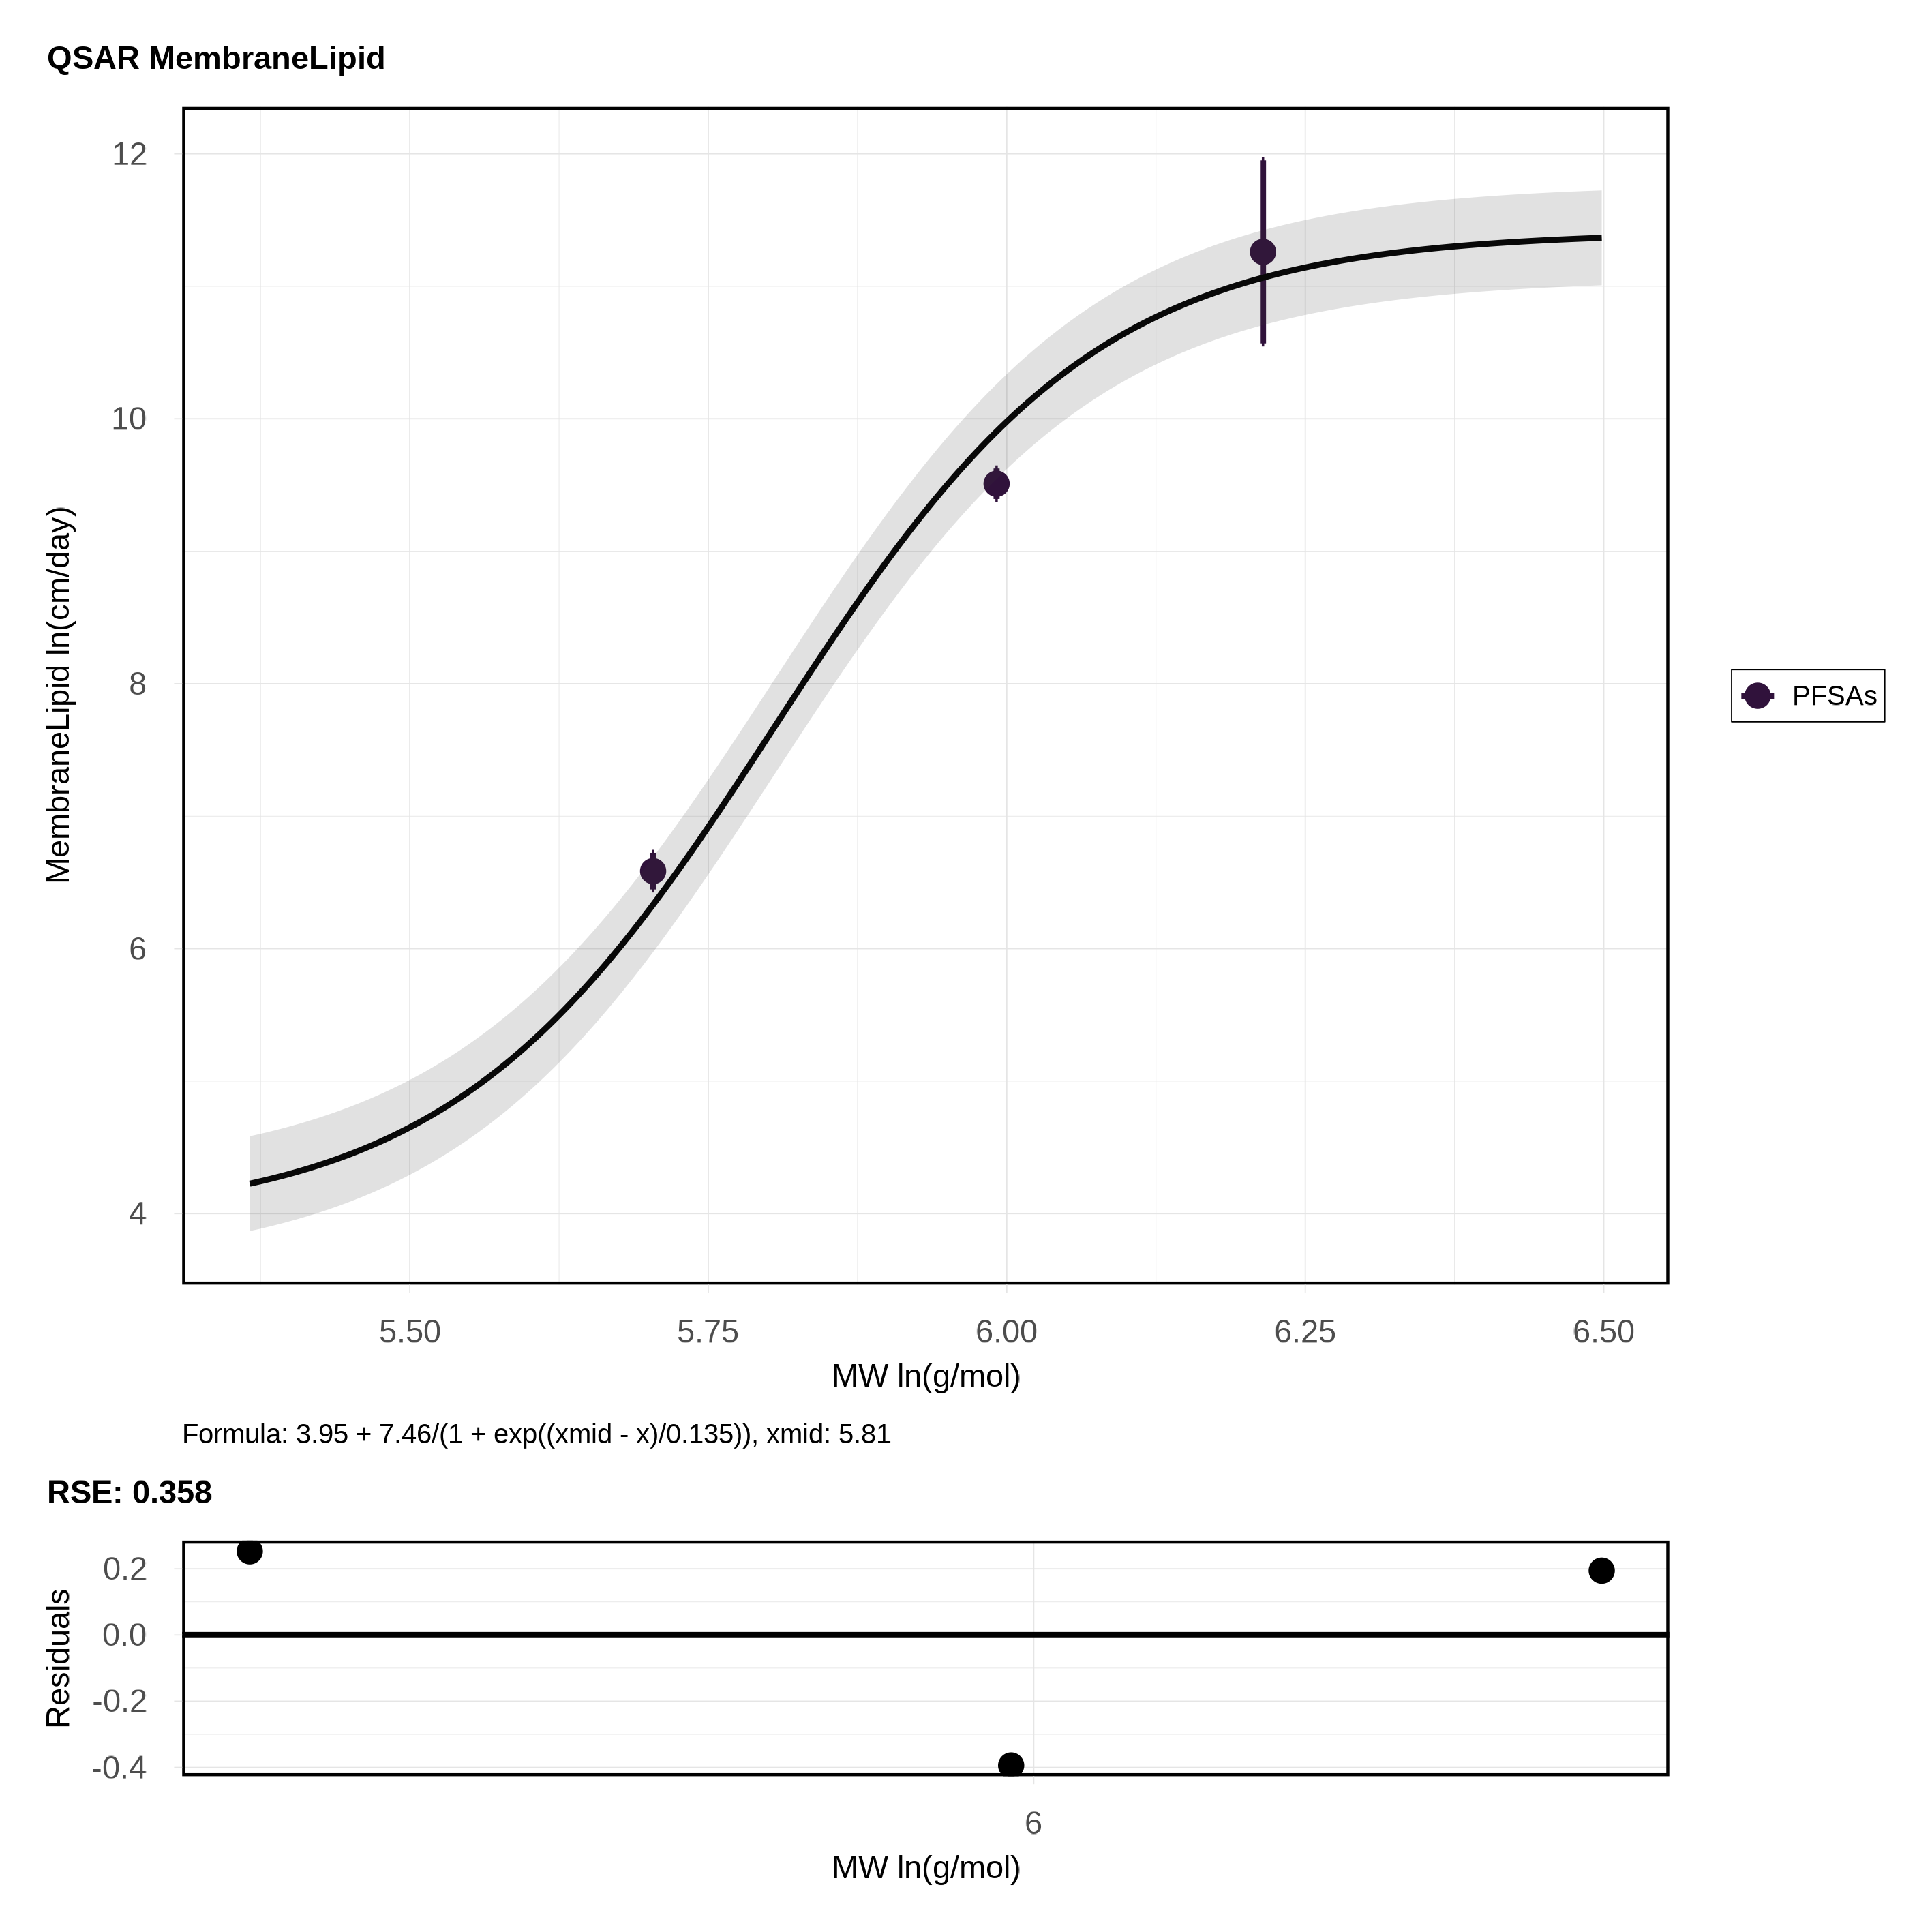 QSAR MembraneLipid
12
10
8
6
4
MembraneLipid ln(cm/day)
5.50 5.75 6.00 6.25 6.50
MW ln(g/mol)
PFSAs
Formula: 3.95 + 7.46/(1 + exp((xmid - x)/0.135)), xmid: 5.81
RSE: 0.358
0.2
0.0
-0.2
-0.4
Residuals
6
MW ln(g/mol)